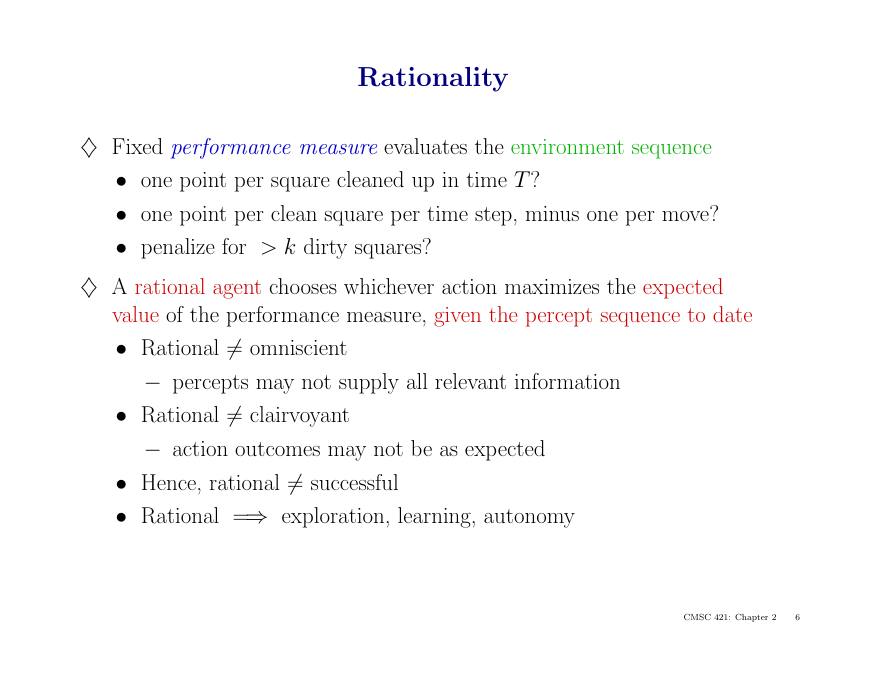 Rationality
♢ Fixed performance measure evaluates the environment sequence
• one point per square cleaned up in time T?
• one point per clean square per time step, minus one per move?
• penalize for > k dirty squares?
♢ A rational agent chooses whichever action maximizes the expected
value of the performance measure, given the percept sequence to date
• Rational ≠ omniscient
– percepts may not supply all relevant information
• Rational ≠ clairvoyant
– action outcomes may not be as expected
• Hence, rational ≠ successful
• Rational ⟹ exploration, learning, autonomy
CMSC 421: Chapter 2 6